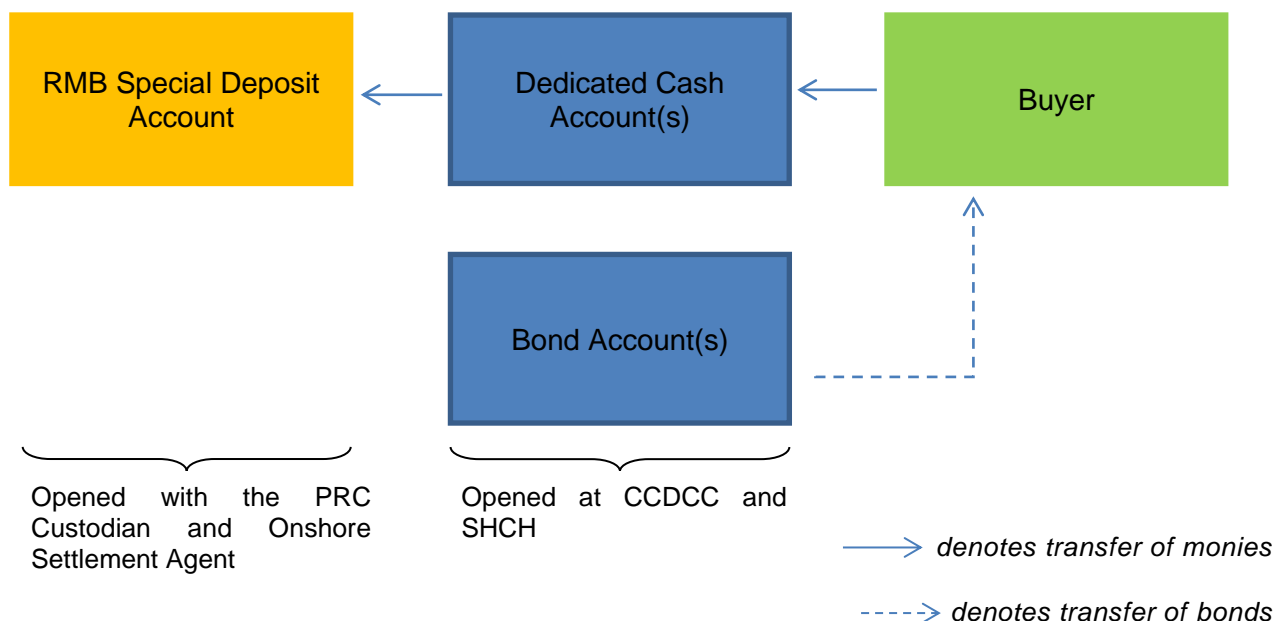 RMB Special Deposit
Account
Dedicated Cash
Account(s)
Buyer
Bond Account(s)
Opened with the PRC
Custodian and Onshore
Settlement Agent
Opened at CCDCC and
SHCH
denotes transfer of monies
denotes transfer of bonds